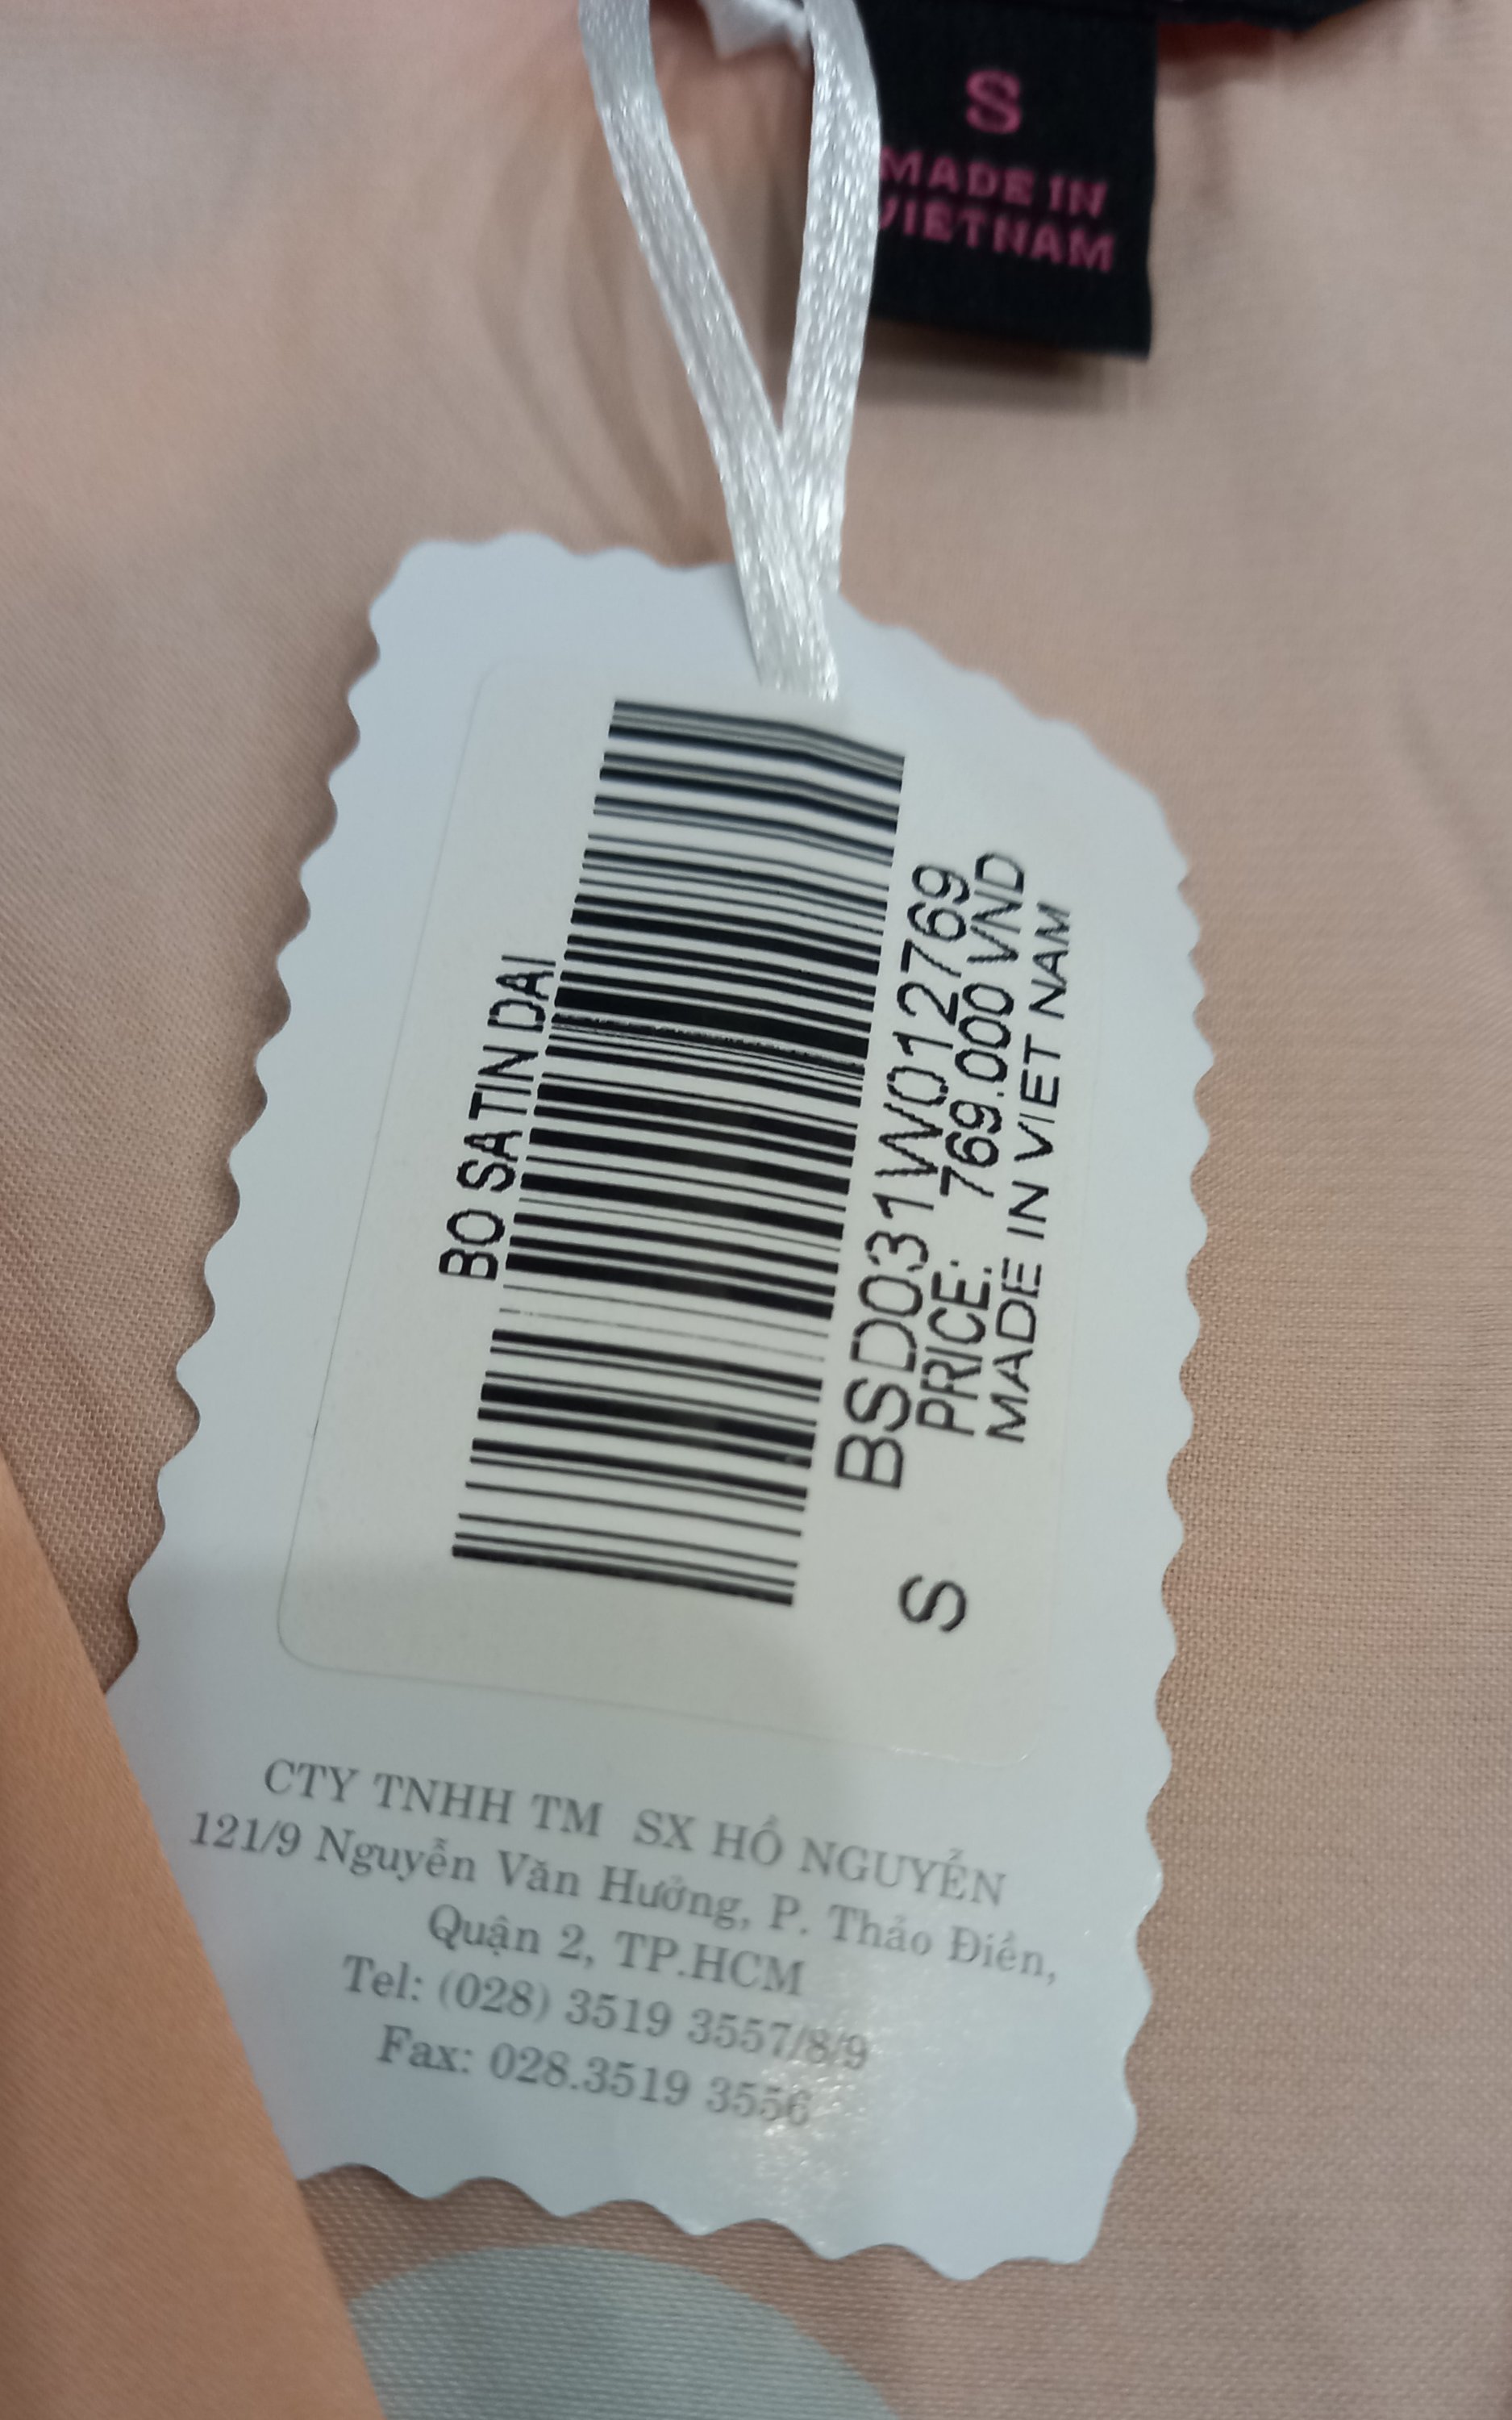 S
MADE IN
VIETNAM
BO SATIN DAI
BSD031W012769
PRICE: 769.000 VND
MADE IN VIET NAM
S
CTY TNHH TM SX HỒ NGUYỄN
121/9 Nguyễn Văn Hưởng, P. Thảo Điền,
Quận 2, TP.HCM
Tel: (028) 3519 3557/8/9
Fax: 028.3519 3556